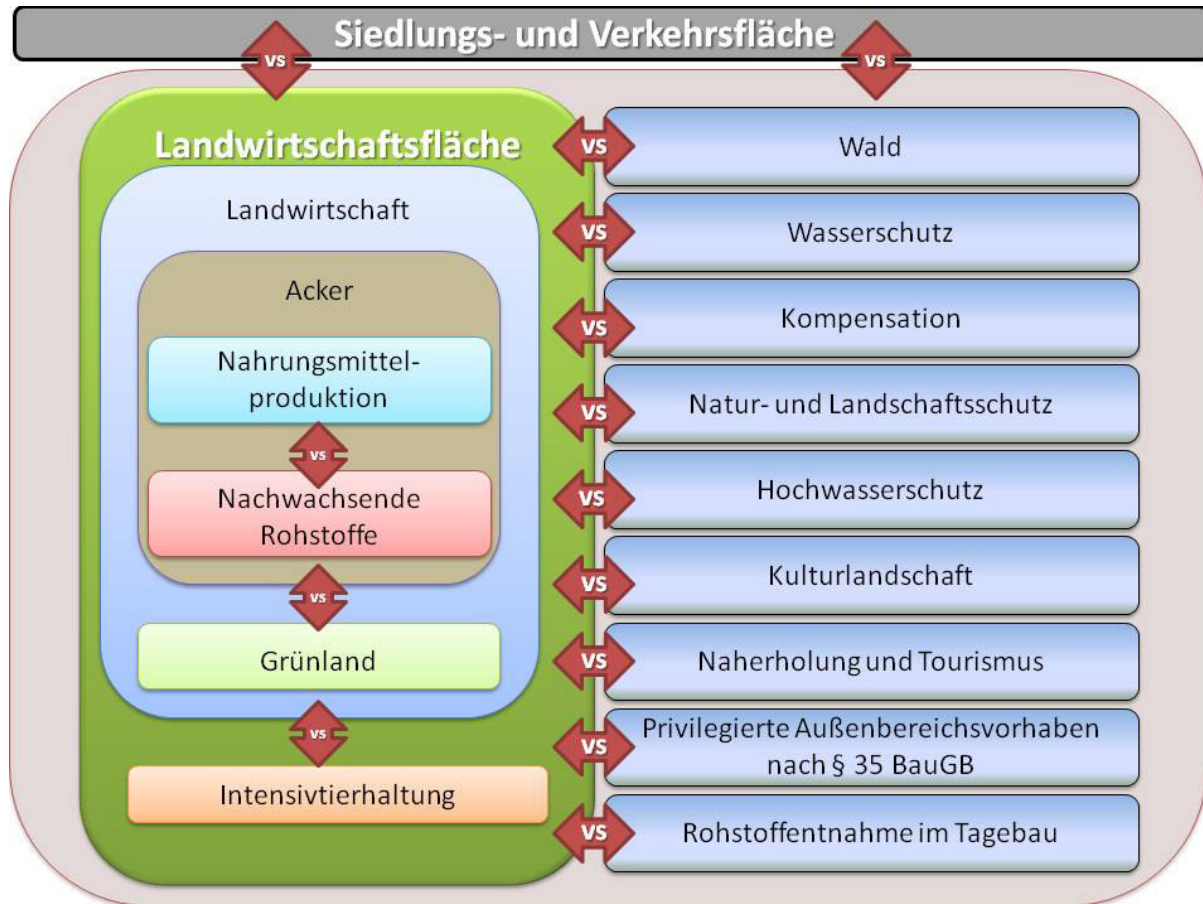 Siedlungs- und Verkehrsfläche
vs
vs
Landwirtschaftsfläche
Landwirtschaft
Acker
Nahrungsmittel-
produktion
vs
Nachwachsende
Rohstoffe
vs
Grünland
vs
Intensivtierhaltung
vs
Wald
vs
Wasserschutz
vs
Kompensation
vs
Natur- und Landschaftsschutz
vs
Hochwasserschutz
vs
Kulturlandschaft
vs
Naherholung und Tourismus
vs
Privilegierte Außenbereichsvorhaben
nach § 35 BauGB
vs
Rohstoffentnahme im Tagebau